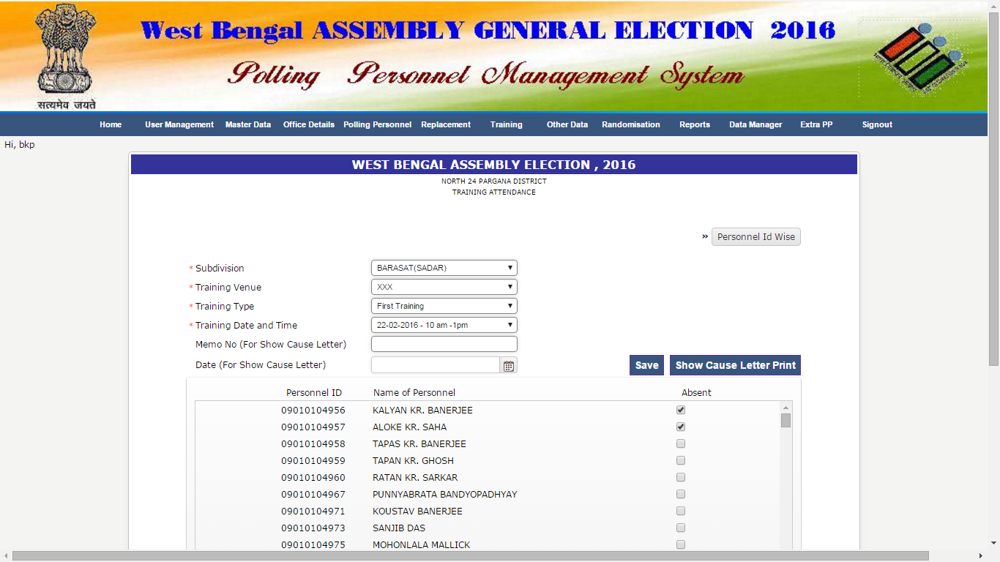 West Bengal ASSEMBLY GENERAL ELECTION 2016
Polling Personnel Management System
सत्यमेव जयते
Home User Management Master Data Office Details Polling Personnel Replacement Training Other Data Randomisation Reports Data Manager Extra PP Signout
Hi, bkp
WEST BENGAL ASSEMBLY ELECTION , 2016
NORTH 24 PARGANA DISTRICT
TRAINING ATTENDANCE
» Personnel Id Wise
* Subdivision BARASAT(SADAR)
* Training Venue XXX
* Training Type First Training
* Training Date and Time 22-02-2016 - 10 am -1pm
Memo No (For Show Cause Letter)
Date (For Show Cause Letter) Save Show Cause Letter Print
Personnel ID Name of Personnel Absent
09010104956 KALYAN KR. BANERJEE
09010104957 ALOKE KR. SAHA
09010104958 TAPAS KR. BANERJEE
09010104959 TAPAN KR. GHOSH
09010104960 RATAN KR. SARKAR
09010104967 PUNNYABRATA BANDYOPADHYAY
09010104971 KOUSTAV BANERJEE
09010104973 SANJIB DAS
09010104975 MOHONLALA MALLICK